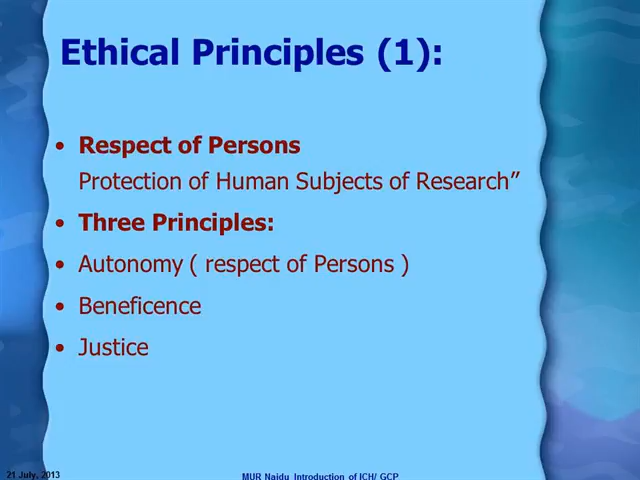 Ethical Principles (1):
• Respect of Persons
Protection of Human Subjects of Research”
• Three Principles:
• Autonomy ( respect of Persons )
• Beneficence
• Justice
21 July, 2013
MUR Naidu Introduction of ICH/ GCP